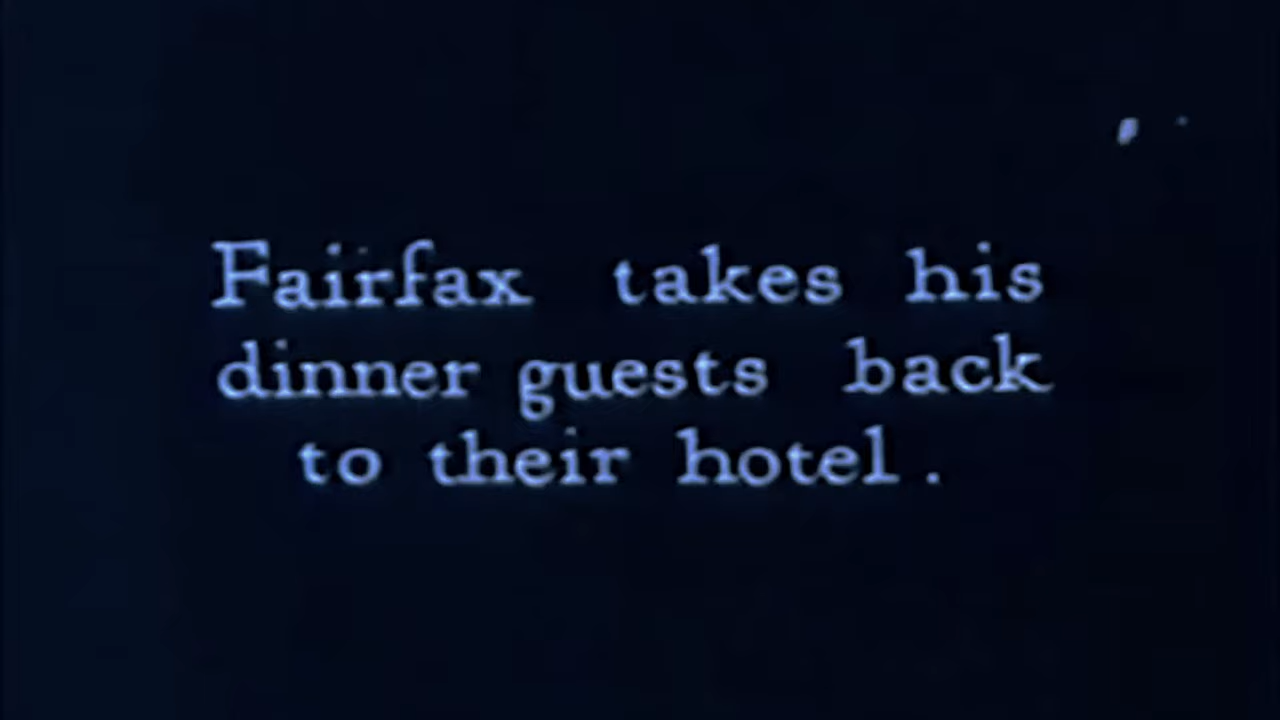 Fairfax takes his
dinner guests back
to their hotel.